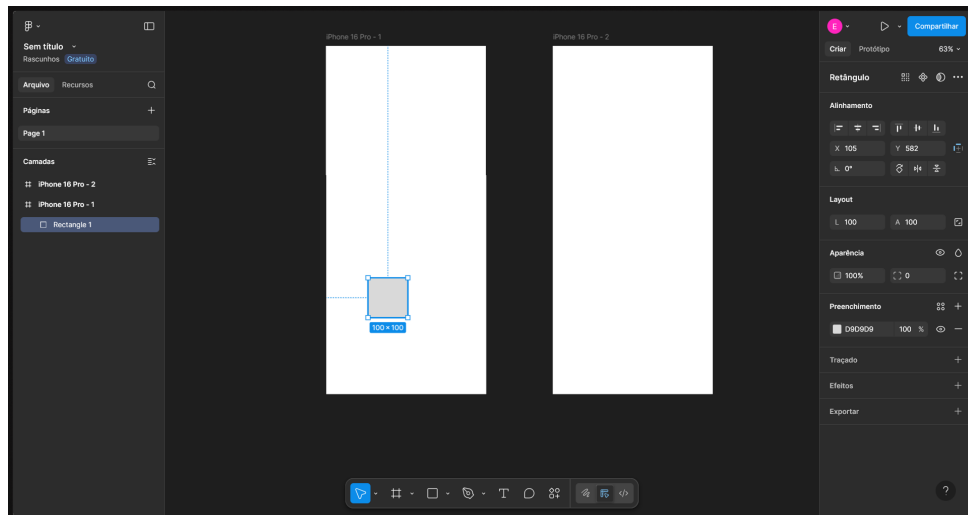 Sem título
Rascunhos Gratuito
Arquivo Recursos
Páginas
Page 1
Camadas
iPhone 16 Pro - 2
iPhone 16 Pro - 1
Rectangle 1
iPhone 16 Pro - 1
iPhone 16 Pro - 2
100 × 100
E
Compartilhar
Criar Protótipo 63%
Retângulo
Alinhamento
X 105 Y 582
0°
Layout
L 100 A 100
Aparência
100% 0
Preenchimento
D9D9D9 100 %
Traçado
Efeitos
Exportar
?